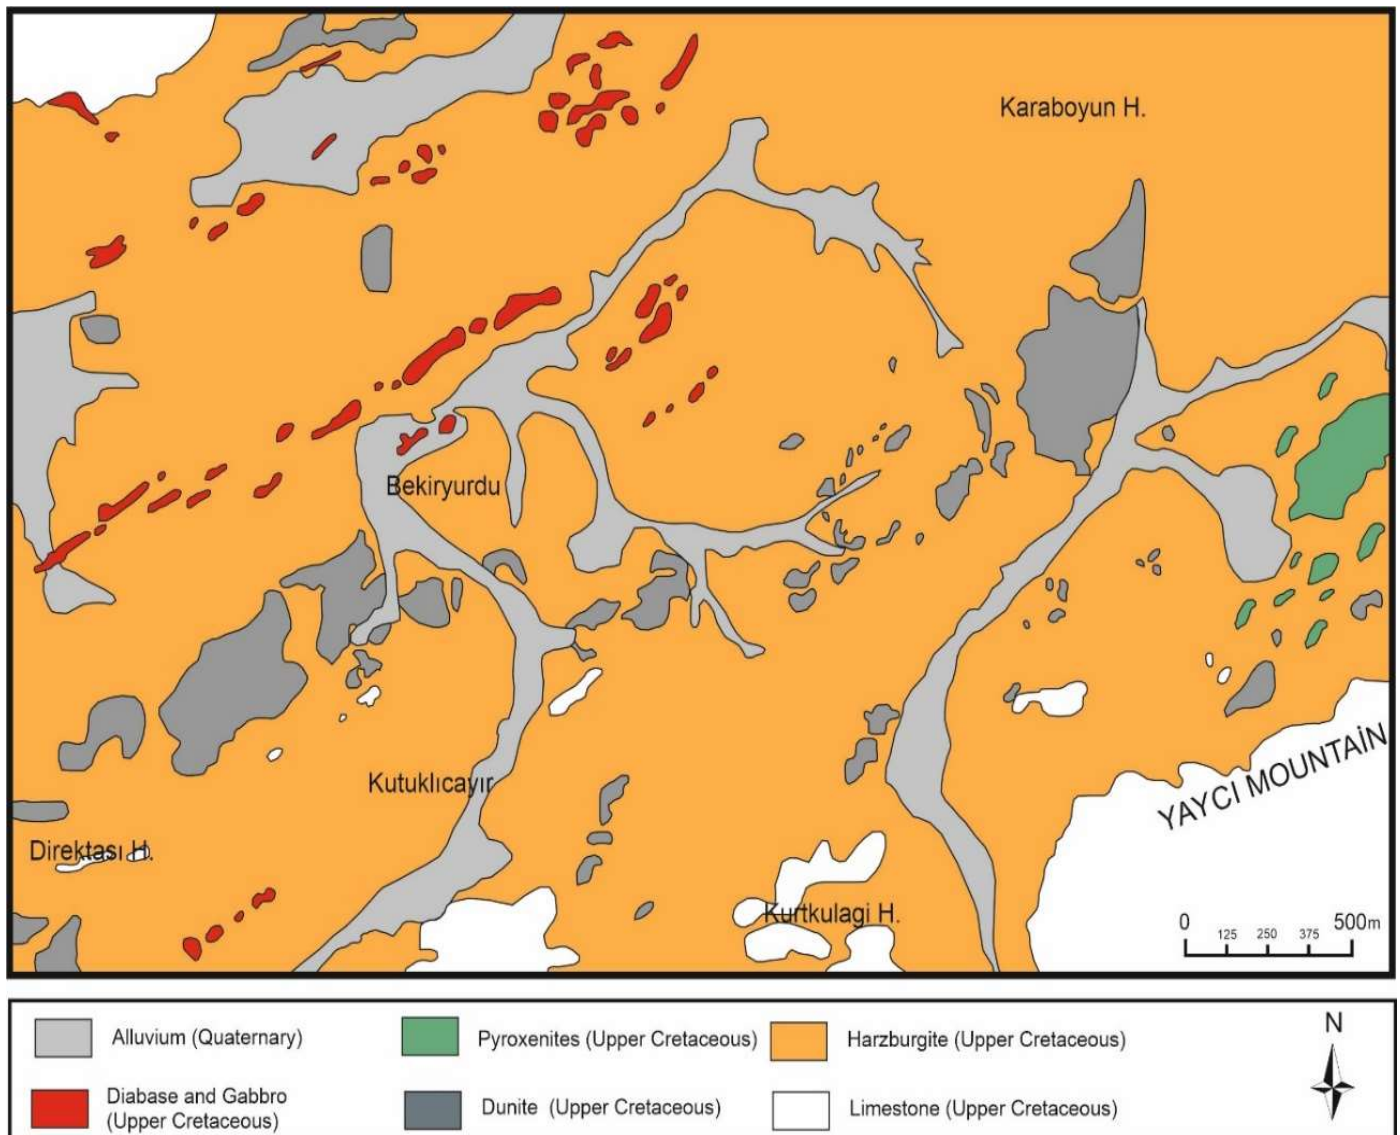 Karaboyun H.
Bekiryurdu
YAYCI MOUNTAİN
Kutuklıcayır
Direktası H.
Kurtkulagi H.
0 125 250 375 500m
Alluvium (Quaternary)
Pyroxenites (Upper Cretaceous)
Harzburgite (Upper Cretaceous)
N
Diabase and Gabbro
(Upper Cretaceous)
Dunite (Upper Cretaceous)
Limestone (Upper Cretaceous)